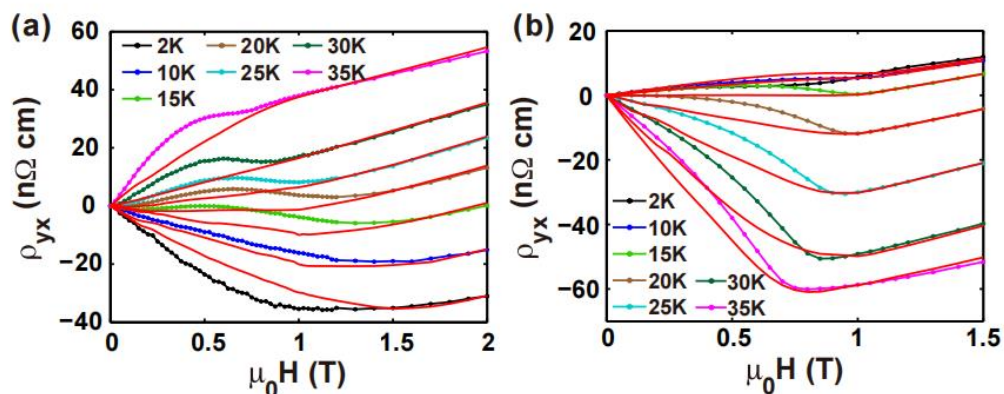 (a)
60
40
20
0
−20
−40
ρyx (nΩ cm)
2K 20K 30K
10K 25K 35K
15K
0 0.5 1 1.5 2
μ0H (T)
(b)
20
0
−20
−40
−60
ρyx (nΩ cm)
2K
10K
15K
20K 30K
25K 35K
0 0.5 1 1.5
μ0H (T)